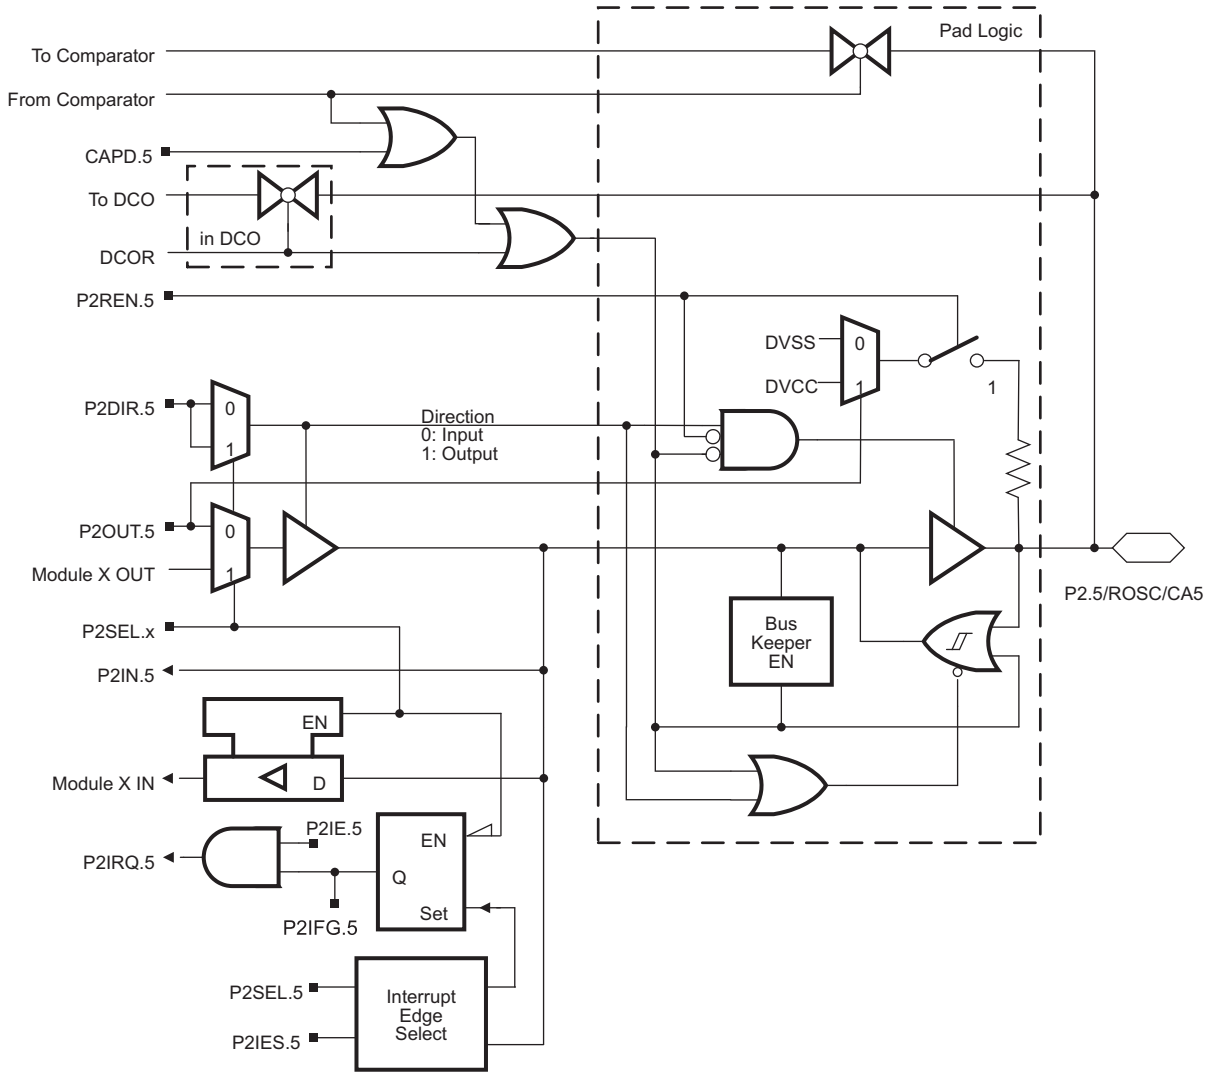 Pad Logic
To Comparator
From Comparator
CAPD.5
To DCO
in DCO
DCOR
P2REN.5
DVSS
0
DVCC
1
1
P2DIR.5
0
1
Direction
0: Input
1: Output
P2OUT.5
0
Module X OUT
1
P2.5/ROSC/CA5
P2SEL.x
Bus
Keeper
EN
P2IN.5
EN
Module X IN
D
P2IE.5
P2IRQ.5
EN
Q
Set
P2IFG.5
P2SEL.5
P2IES.5
Interrupt
Edge
Select